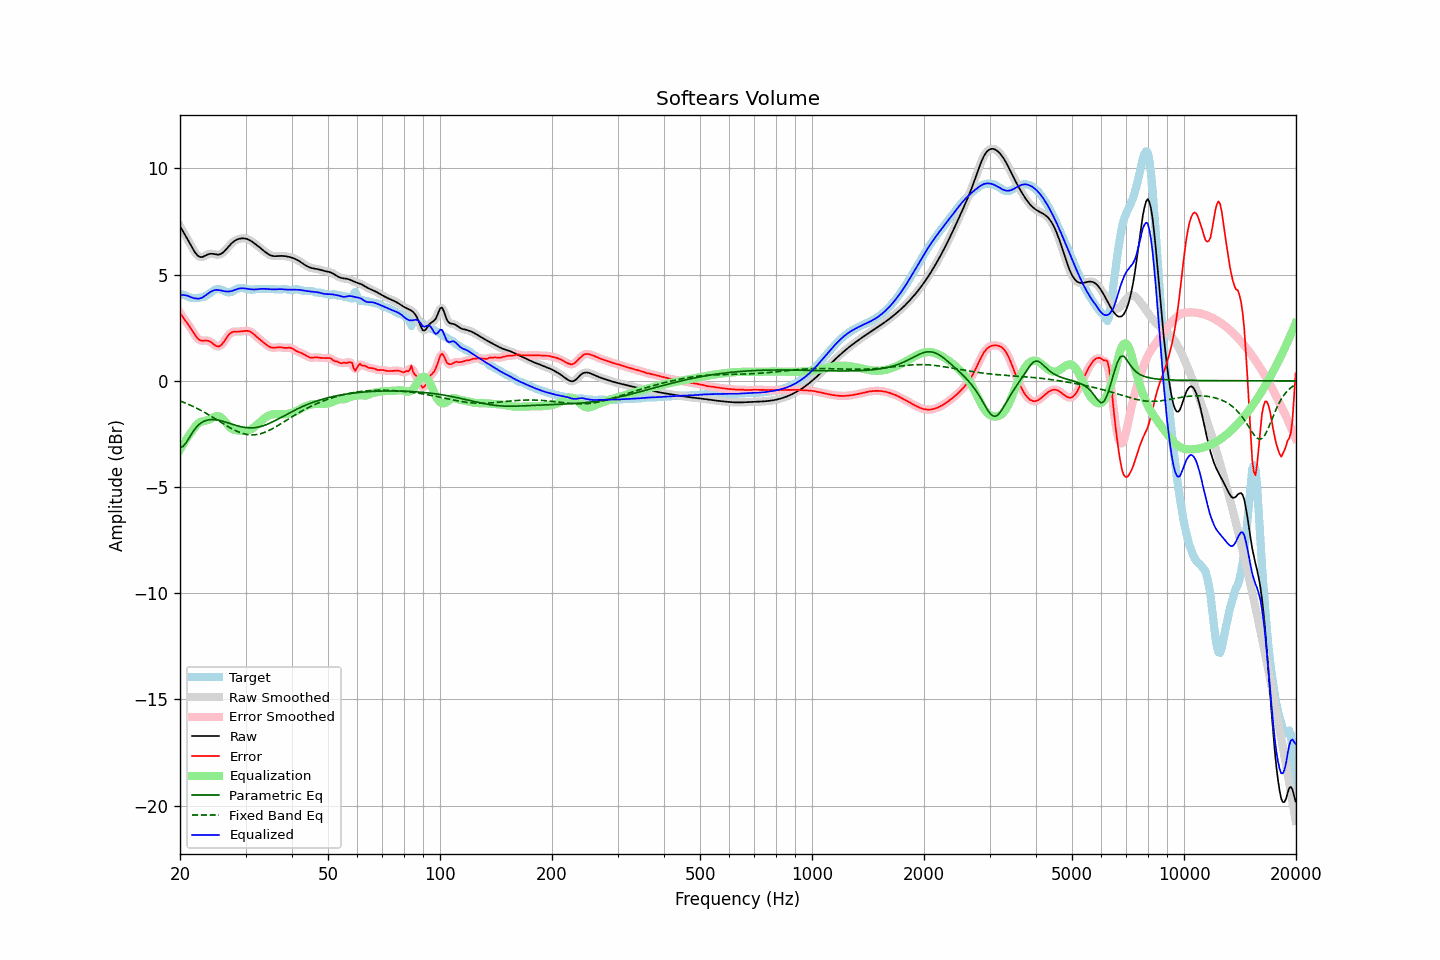 Softears Volume
Amplitude (dBr)
10
5
0
−5
−10
−15
−20
Target
Raw Smoothed
Error Smoothed
Raw
Error
Equalization
Parametric Eq
Fixed Band Eq
Equalized
20
50
100
200
500
1000
2000
5000
10000
20000
Frequency (Hz)